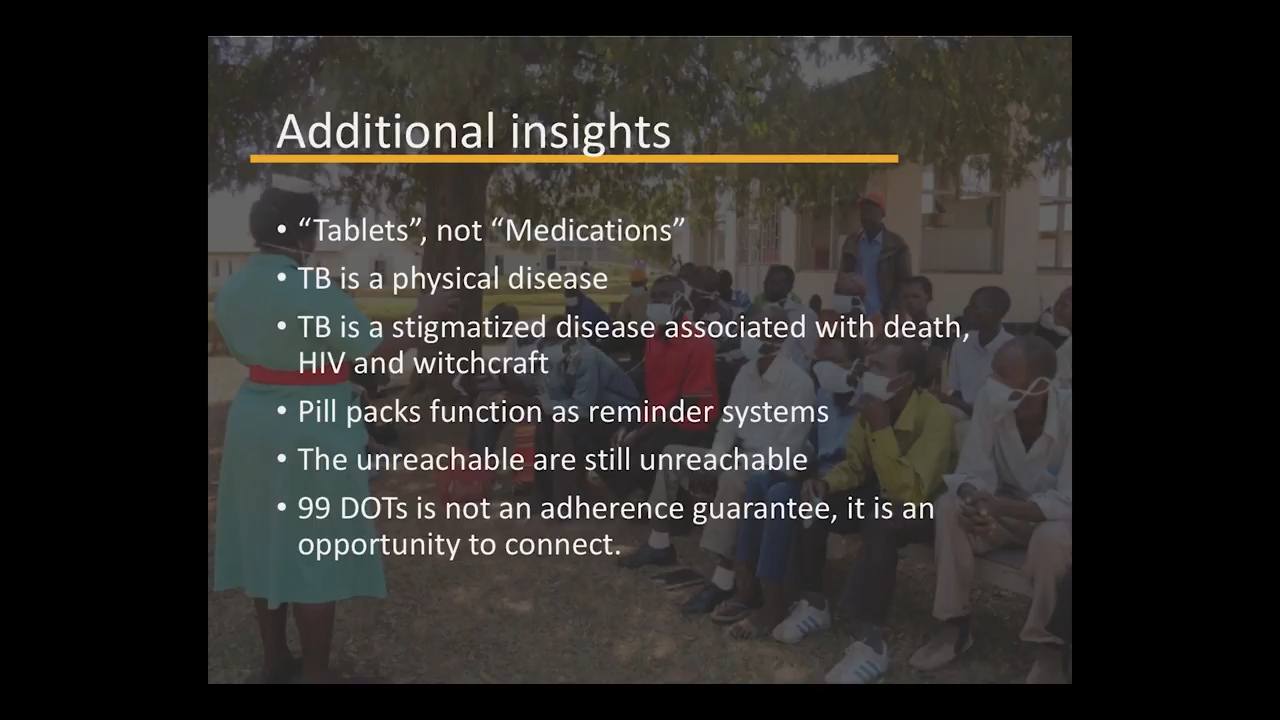 Additional insights
• “Tablets”, not “Medications”
• TB is a physical disease
• TB is a stigmatized disease associated with death,
HIV and witchcraft
• Pill packs function as reminder systems
• The unreachable are still unreachable
• 99 DOTs is not an adherence guarantee, it is an
opportunity to connect.